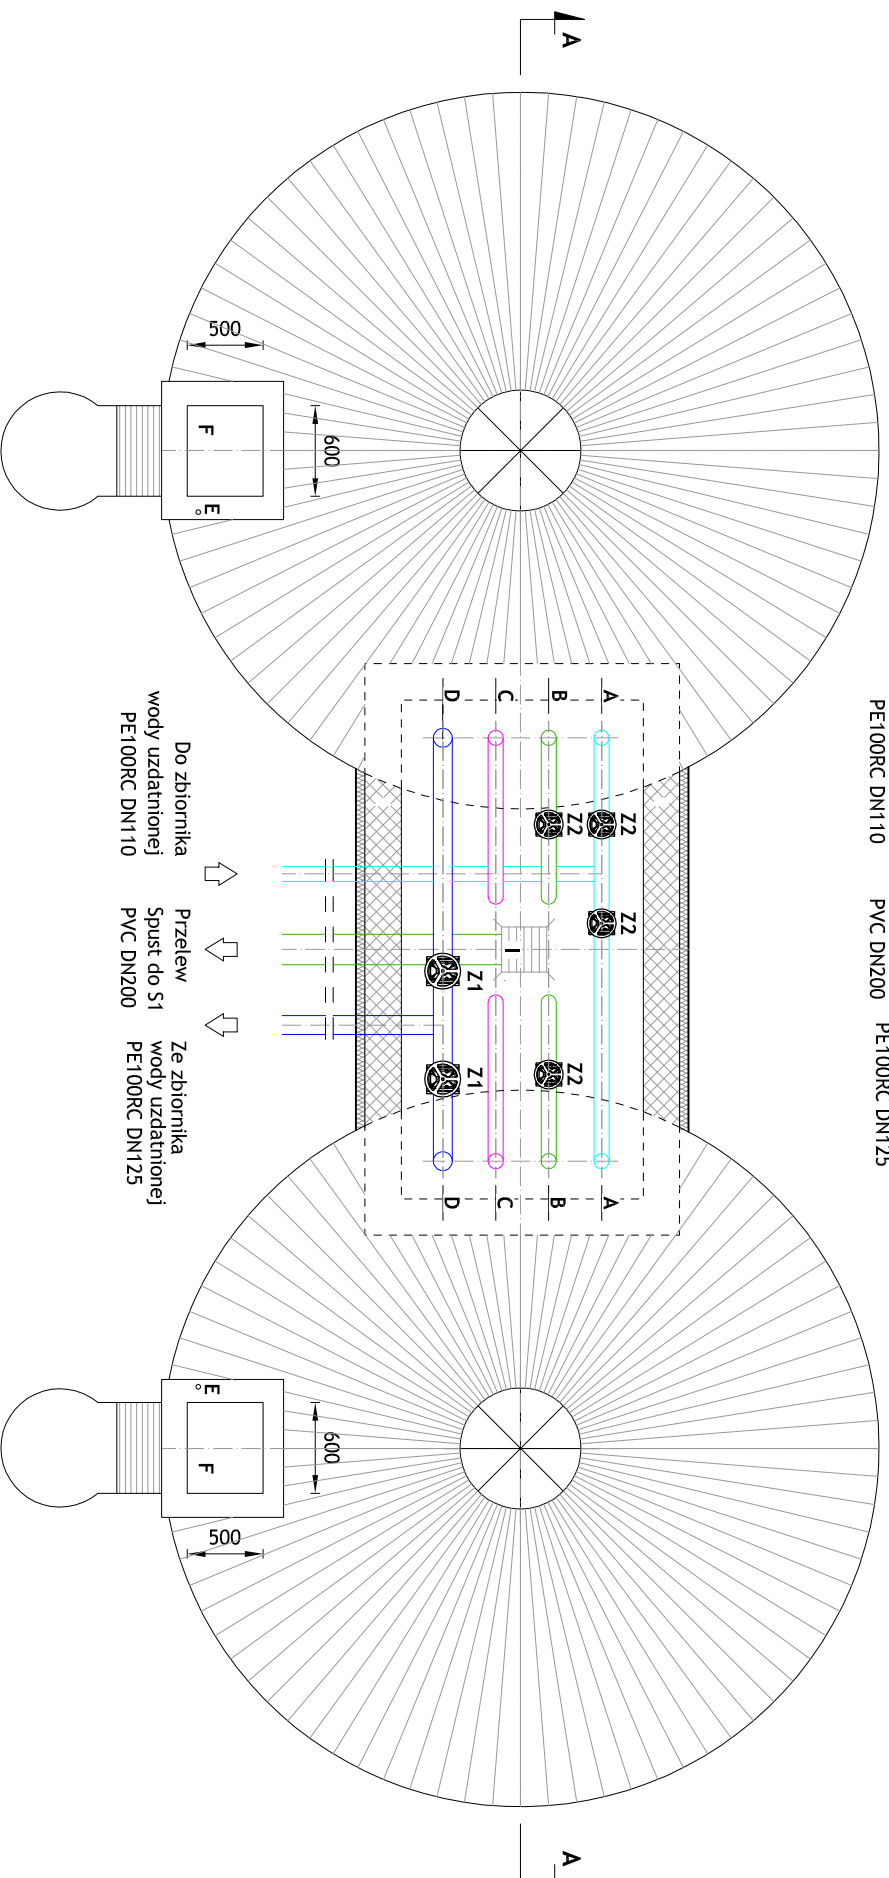 A
500
600
F
E
D
C
B
A
Z2
Z2
Z2
Z1
Z1
Z2
I
D
C
B
A
Do zbiornika
wody uzdatnionej
PE100RC DN110
Przelew
Spust do S1
PVC DN200
Ze zbiornika
wody uzdatnionej
PE100RC DN125
PE100RC DN110
PVC DN200
PE100RC DN125
E
F
600
500
A